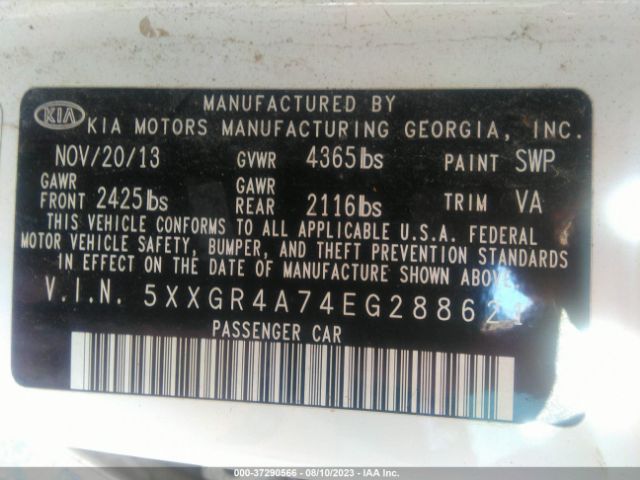 KIA
MANUFACTURED BY
KIA MOTORS MANUFACTURING GEORGIA, INC.
NOV/20/13 GVWR 4365lbs PAINT SWP
GAWR FRONT 2425lbs GAWR REAR 2116lbs TRIM VA
THIS VEHICLE CONFORMS TO ALL APPLICABLE U.S.A. FEDERAL
MOTOR VEHICLE SAFETY, BUMPER, AND THEFT PREVENTION STANDARDS
IN EFFECT ON THE DATE OF MANUFACTURE SHOWN ABOVE.
V.I.N. 5XXGR4A74EG288621
PASSENGER CAR
000-37290566 - 08/10/2023 - IAA Inc.